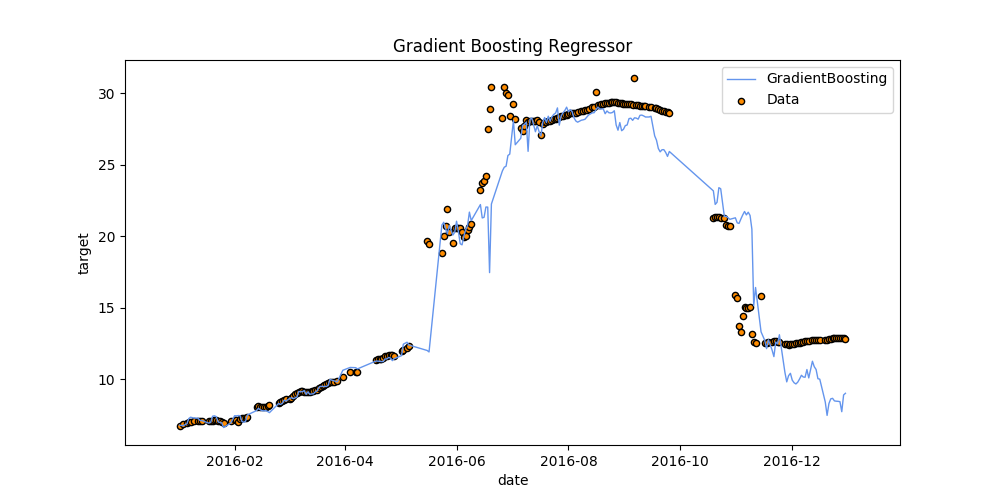 Gradient Boosting Regressor
GradientBoosting
Data
30
25
20
15
10
target
2016-02
2016-04
2016-06
2016-08
2016-10
2016-12
date